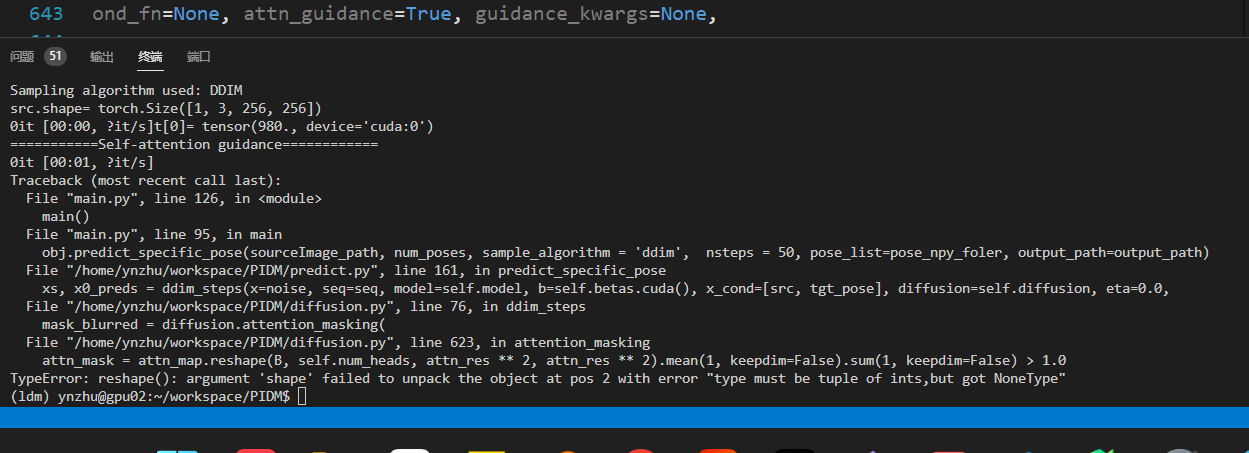 643 ond_fn=None, attn_guidance=True, guidance_kwargs=None,
问题 51 输出 终端 端口
Sampling algorithm used: DDIM
src.shape= torch.Size([1, 3, 256, 256])
0it [00:00, ?it/s]t[0]= tensor(980., device='cuda:0')
===========Self-attention guidance============
0it [00:01, ?it/s]
Traceback (most recent call last):
File "main.py", line 126, in <module>
main()
File "main.py", line 95, in main
obj.predict_specific_pose(sourceImage_path, num_poses, sample_algorithm = 'ddim',  nsteps = 50, pose_list=pose_npy_foler, output_path=output_path)
File "/home/ynzhu/workspace/PIDM/predict.py", line 161, in predict_specific_pose
xs, x0_preds = ddim_steps(x=noise, seq=seq, model=self.model, b=self.betas.cuda(), x_cond=[src, tgt_pose], diffusion=self.diffusion, eta=0.0,
File "/home/ynzhu/workspace/PIDM/diffusion.py", line 76, in ddim_steps
mask_blurred = diffusion.attention_masking(
File "/home/ynzhu/workspace/PIDM/diffusion.py", line 623, in attention_masking
attn_mask = attn_map.reshape(B, self.num_heads, attn_res ** 2, attn_res ** 2).mean(1, keepdim=False).sum(1, keepdim=False) > 1.0
TypeError: reshape(): argument 'shape' failed to unpack the object at pos 2 with error "type must be tuple of ints,but got NoneType"
(ldm) ynzhu@gpu02:~/workspace/PIDM$